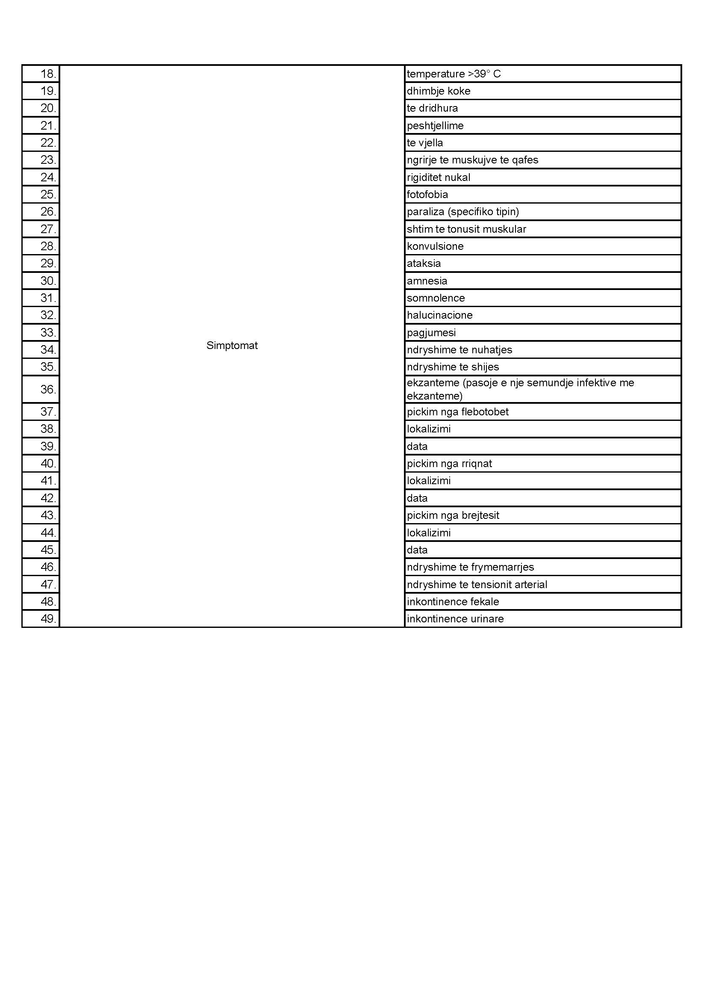 18. temperature >39° C
19. dhimbje koke
20. te dridhura
21. peshtjellime
22. te vjella
23. ngrirje te muskujve te qafes
24. rigiditet nukal
25. fotofobia
26. paraliza (specifiko tipin)
27. shtim te tonusit muskular
28. konvulsione
29. ataksia
30. amnesia
31. somnolence
32. halucinacione
33. pagjumesi
Simptomat
34. ndryshime te nuhatjes
35. ndryshime te shijes
36. ekzanteme (pasoje e nje semundje infektive me
ekzanteme)
37. pickim nga flebotobet
38. lokalizimi
39. data
40. pickim nga rriqnat
41. lokalizimi
42. data
43. pickim nga brejtesit
44. lokalizimi
45. data
46. ndryshime te frymemarrjes
47. ndryshime te tensionit arterial
48. inkontinence fekale
49. inkontinence urinare